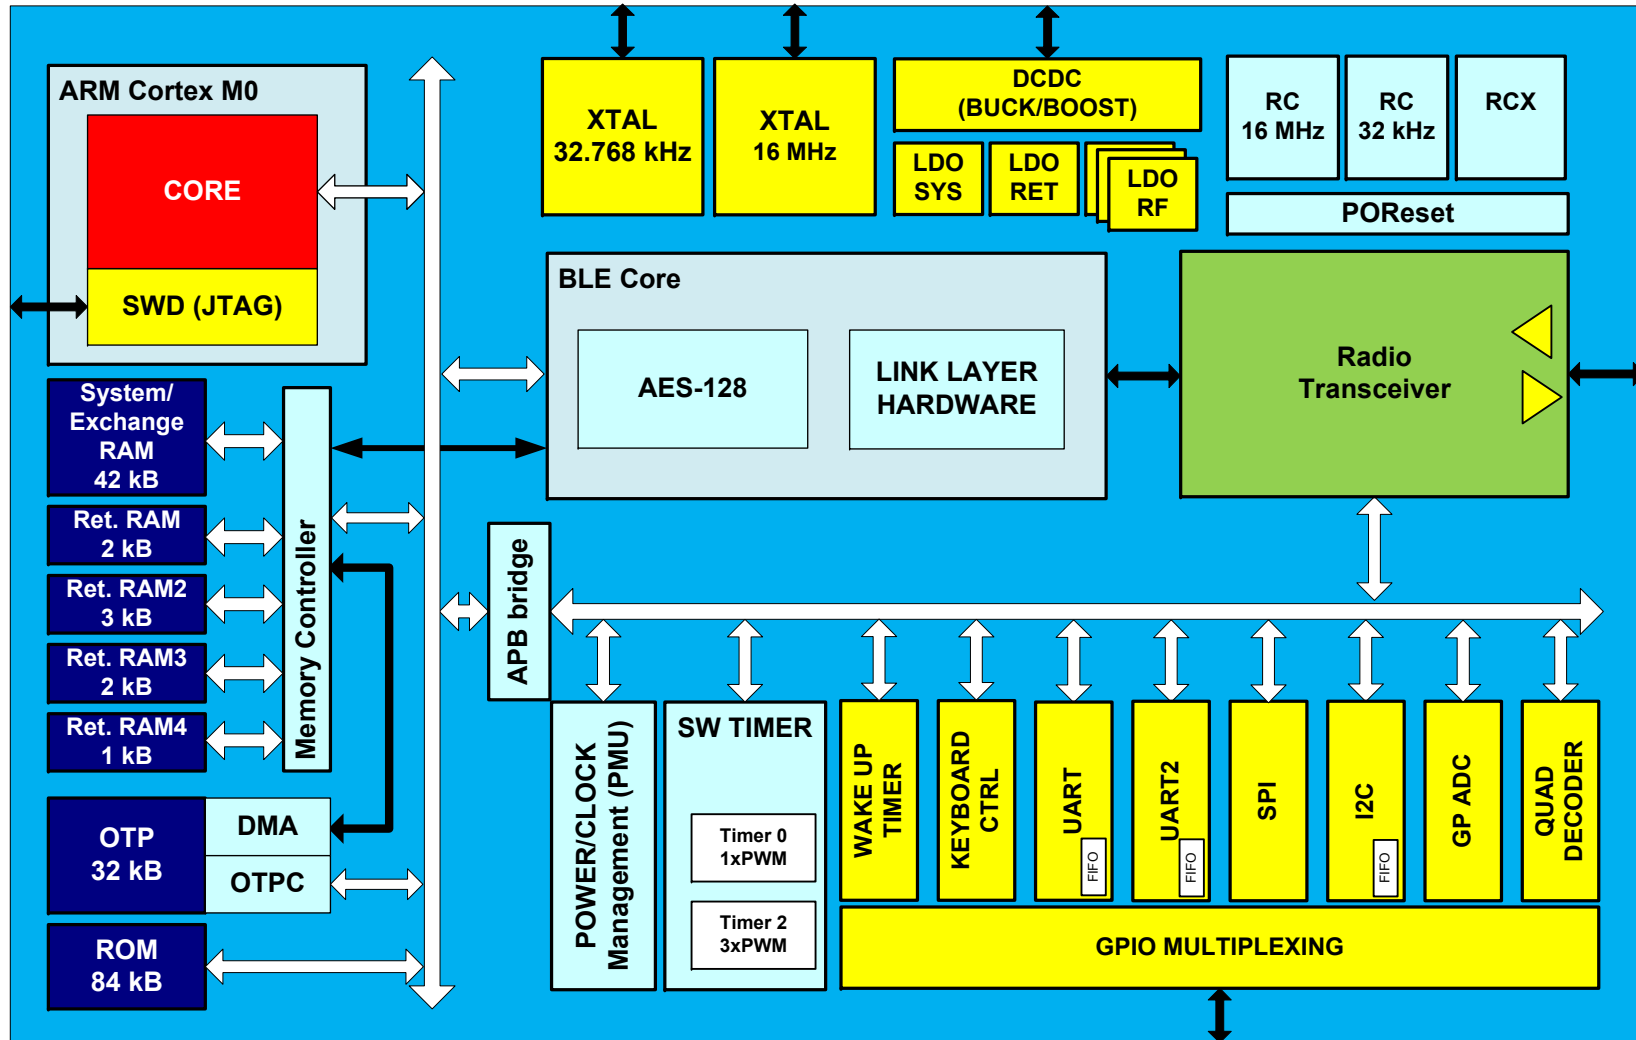 ARM Cortex M0
CORE
SWD (JTAG)
XTAL
32.768 kHz
XTAL
16 MHz
DCDC
(BUCK/BOOST)
LDO
SYS
LDO
RET
LDO
RF
RC
16 MHz
RC
32 kHz
RCX
POReset
BLE Core
AES-128
LINK LAYER
HARDWARE
Radio
Transceiver
System/
Exchange
RAM
42 kB
Ret. RAM
2 kB
Ret. RAM2
3 kB
Ret. RAM3
2 kB
Ret. RAM4
1 kB
Memory Controller
OTP
32 kB
DMA
OTPC
ROM
84 kB
APB bridge
POWER/CLOCK
Management (PMU)
SW TIMER
Timer 0
1xPWM
Timer 2
3xPWM
WAKE UP
TIMER
KEYBOARD
CTRL
UART
FIFO
UART2
FIFO
SPI
I2C
FIFO
GP ADC
QUAD
DECODER
GPIO MULTIPLEXING